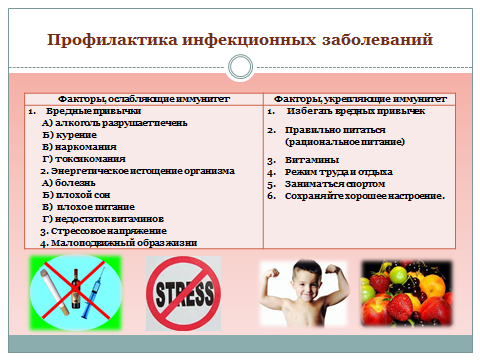 Профилактика инфекционных заболеваний
Факторы, ослабляющие иммунитет
1. Вредные привычки
А) алкоголь разрушает печень
Б) курение
В) наркомания
Г) токсикомания
2. Энергетическое истощение организма
А) болезнь
Б) плохой сон
В) плохое питание
Г) недостаток витаминов
3. Стрессовое напряжение
4. Малоподвижный образ жизни
Факторы, укрепляющие иммунитет
1. Избегать вредных привычек
2. Правильно питаться
(рациональное питание)
3. Витамины
4. Режим труда и отдыха
5. Заниматься спортом
6. Сохраняйте хорошее настроение.
STRESS